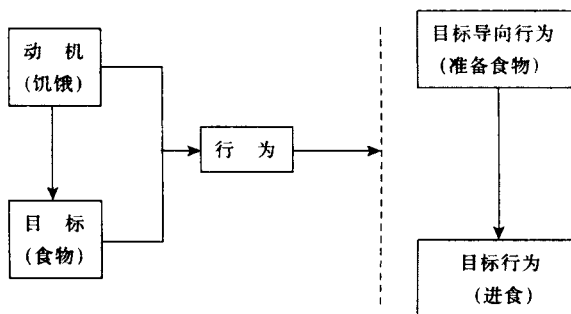 动 机
(饥饿)
目 标
(食物)
行 为
目标导向行为
(准备食物)
目标行为
(进食)